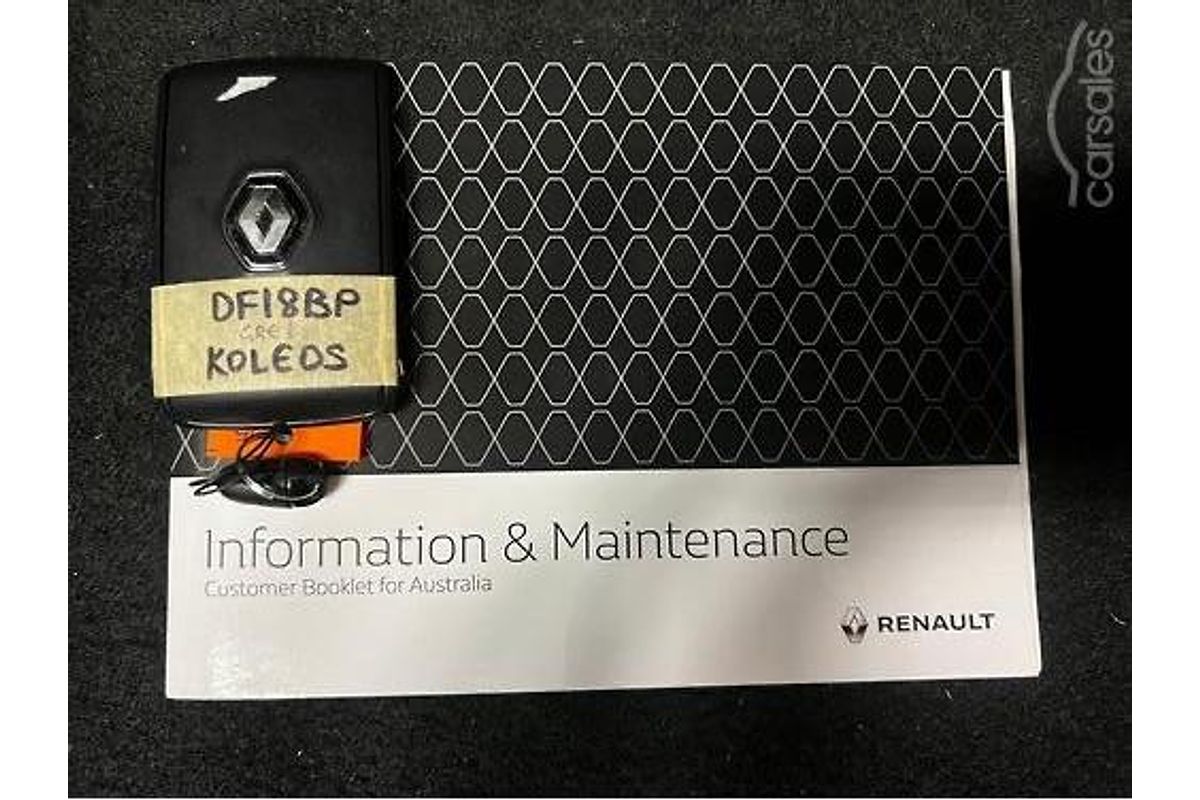 carsales
DF18BP
KOLEOS
Information & Maintenance
Customer Booklet for Australia
RENAULT